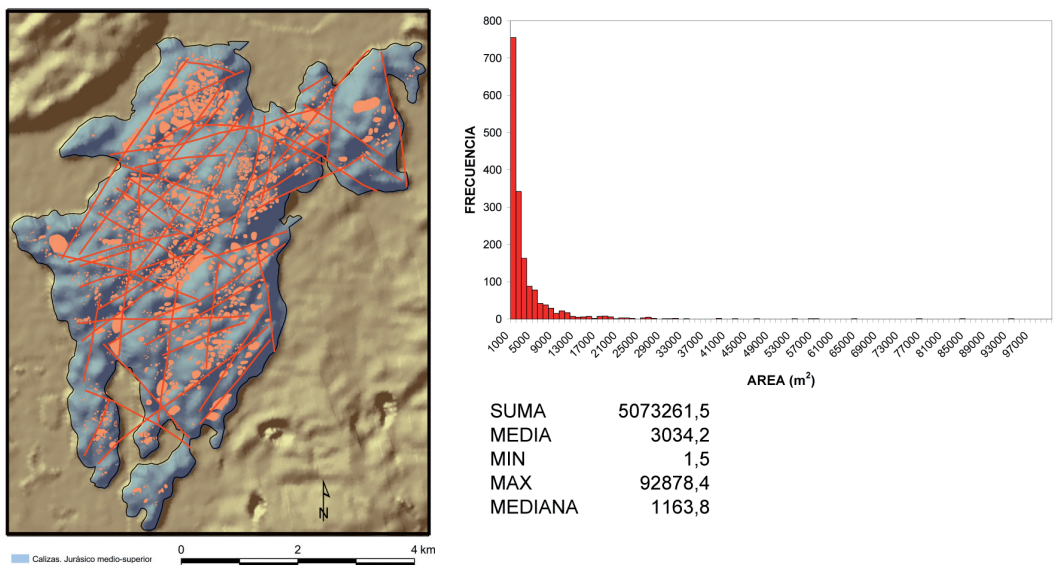 N
Calizas. Jurásico medio-superior
0 2 4 km
FRECUENCIA
800
700
600
500
400
300
200
100
0
1000 5000 9000 13000 17000 21000 25000 29000 33000 37000 41000 45000 49000 53000 57000 61000 65000 69000 73000 77000 81000 85000 89000 93000 97000
AREA (m²)
SUMA 5073261,5
MEDIA 3034,2
MIN 1,5
MAX 92878,4
MEDIANA 1163,8